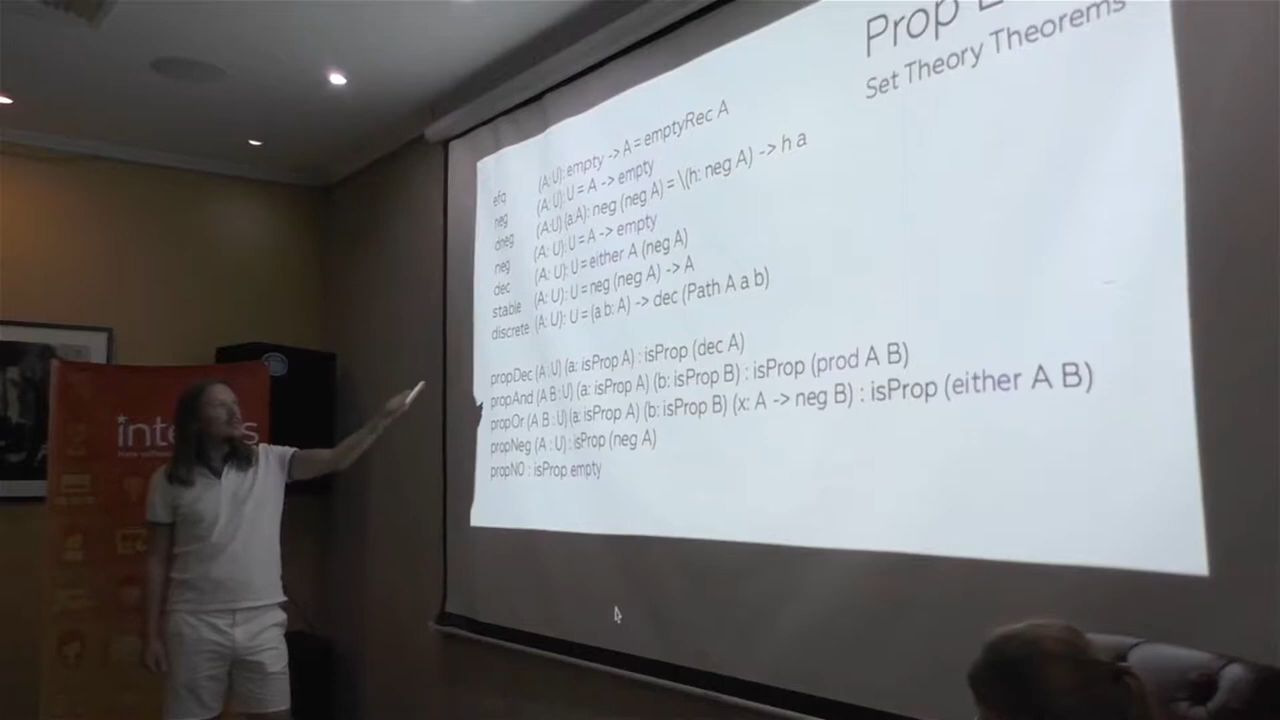 Prop
Set Theory Theorems
efq (A: U): empty -> A = emptyRec A
neg (A: U): U = A -> empty
dneg (A:U) (a:A): neg (neg A) = \(h: neg A) -> h a
neg (A: U): U = A -> empty
dec (A: U): U = either A (neg A)
stable (A: U): U = neg (neg A) -> A
discrete (A: U): U = (a b: A) -> dec (Path A a b)
propDec (A :U) (a: isProp A) : isProp (dec A)
propAnd (A B : U) (a: isProp A) (b: isProp B) : isProp (prod A B)
propOr (A B : U) (a: isProp A) (b: isProp B) (x: A -> neg B) : isProp (either A B)
propNeg (A : U) : isProp (neg A)
propN0 : isProp empty